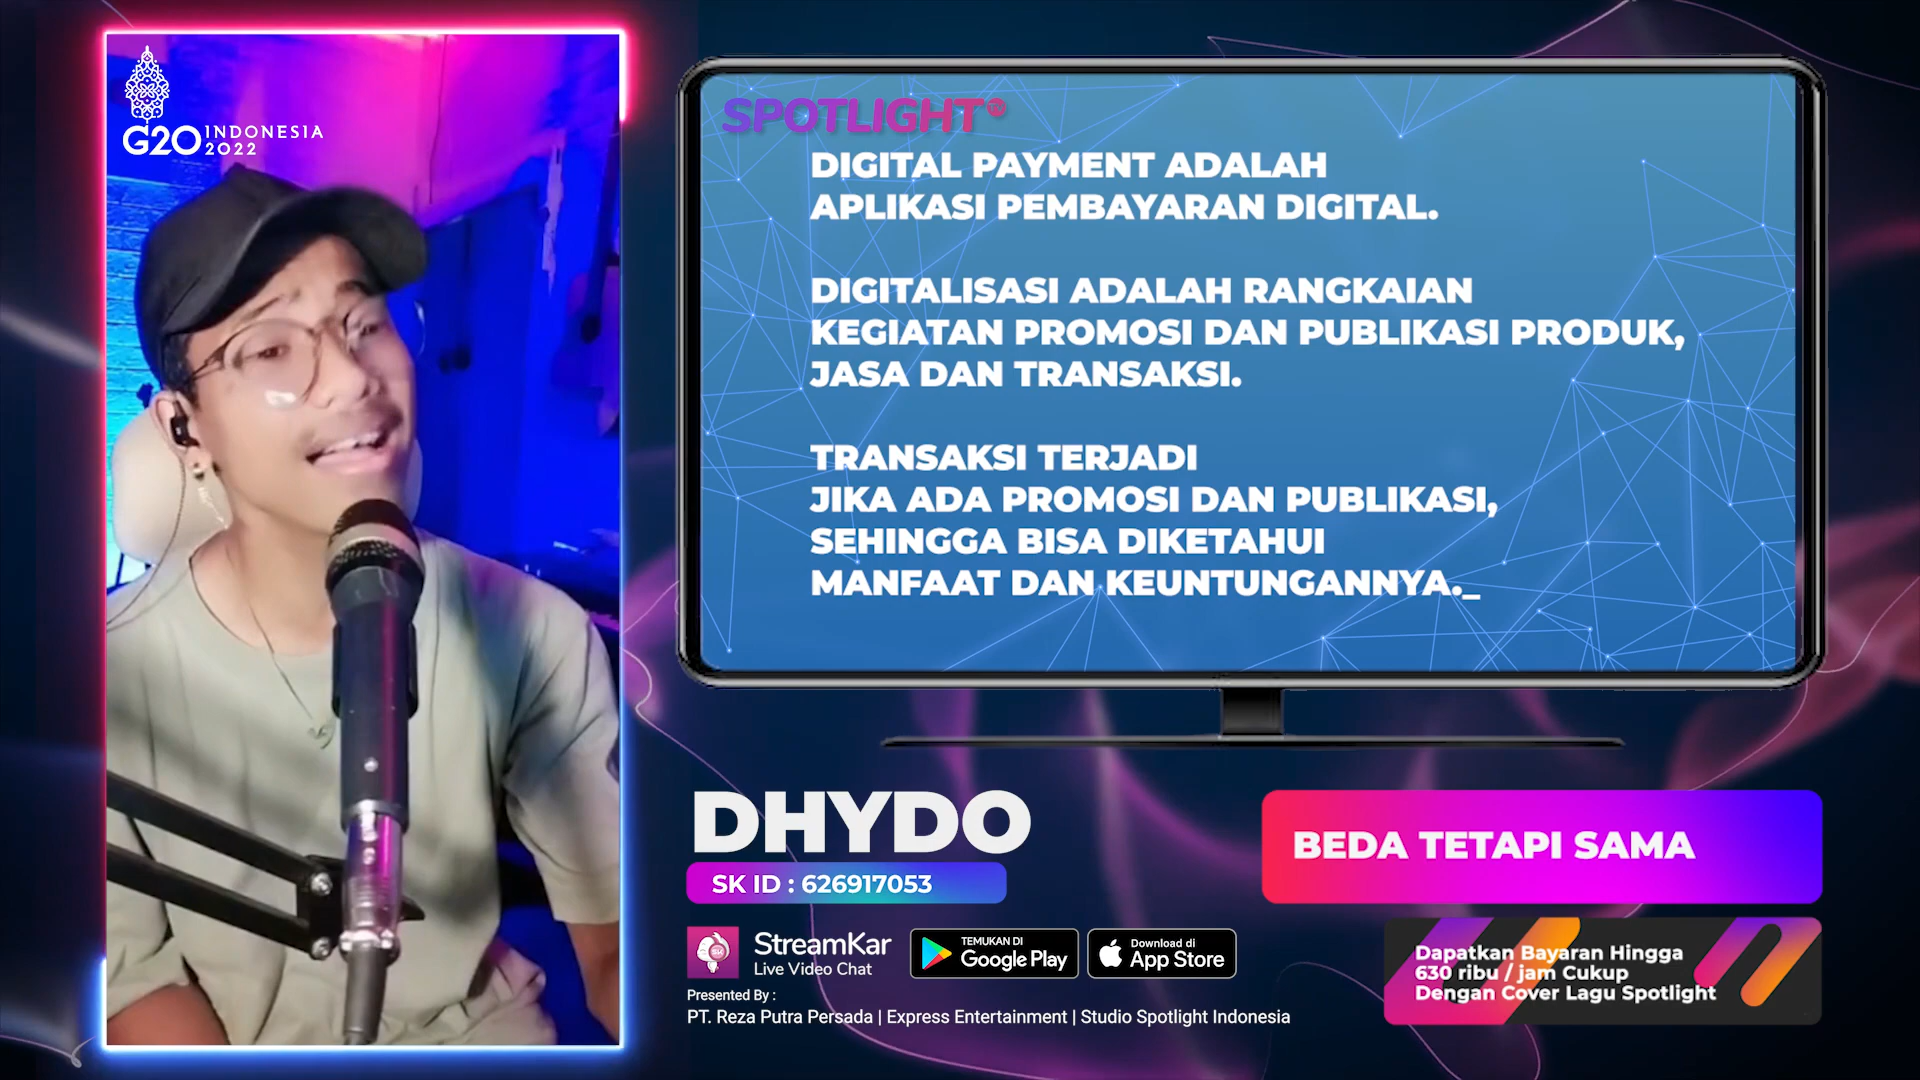 G20 INDONESIA
2022
SPOTLIGHT
DIGITAL PAYMENT ADALAH
APLIKASI PEMBAYARAN DIGITAL.
DIGITALISASI ADALAH RANGKAIAN
KEGIATAN PROMOSI DAN PUBLIKASI PRODUK,
JASA DAN TRANSAKSI.
TRANSAKSI TERJADI
JIKA ADA PROMOSI DAN PUBLIKASI,
SEHINGGA BISA DIKETAHUI
MANFAAT DAN KEUNTUNGANNYA._
DHYDO
SK ID : 626917053
BEDA TETAPI SAMA
StreamKar
Live Video Chat
TEMUKAN DI
Google Play
Download di
App Store
Dapatkan Bayaran Hingga
630 ribu / jam Cukup
Dengan Cover Lagu Spotlight
Presented By :
PT. Reza Putra Persada | Express Entertainment | Studio Spotlight Indonesia